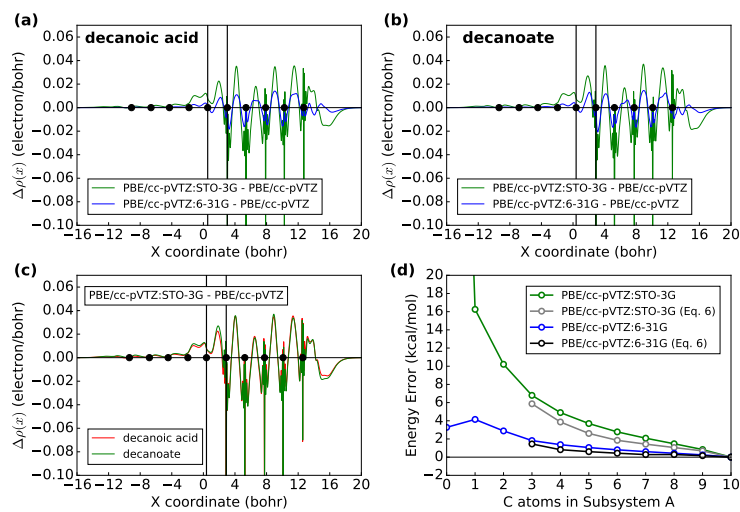 (a)
decanoic acid
0.06
0.04
0.02
0.00
−0.02
−0.04
−0.06
−0.08
−0.10
Δρ(x) (electron/bohr)
PBE/cc-pVTZ:STO-3G - PBE/cc-pVTZ
PBE/cc-pVTZ:6-31G - PBE/cc-pVTZ
−16 −12 −8 −4 0 4 8 12 16 20
X coordinate (bohr)
(b)
decanoate
0.06
0.04
0.02
0.00
−0.02
−0.04
−0.06
−0.08
−0.10
Δρ(x) (electron/bohr)
PBE/cc-pVTZ:STO-3G - PBE/cc-pVTZ
PBE/cc-pVTZ:6-31G - PBE/cc-pVTZ
−16 −12 −8 −4 0 4 8 12 16 20
X coordinate (bohr)
(c)
PBE/cc-pVTZ:STO-3G - PBE/cc-pVTZ
0.06
0.04
0.02
0.00
−0.02
−0.04
−0.06
−0.08
−0.10
Δρ(x) (electron/bohr)
decanoic acid
decanoate
−16 −12 −8 −4 0 4 8 12 16 20
X coordinate (bohr)
(d)
20
18
16
14
12
10
8
6
4
2
0
−2
Energy Error (kcal/mol)
PBE/cc-pVTZ:STO-3G
PBE/cc-pVTZ:STO-3G (Eq. 6)
PBE/cc-pVTZ:6-31G
PBE/cc-pVTZ:6-31G (Eq. 6)
0 1 2 3 4 5 6 7 8 9 10
C atoms in Subsystem A